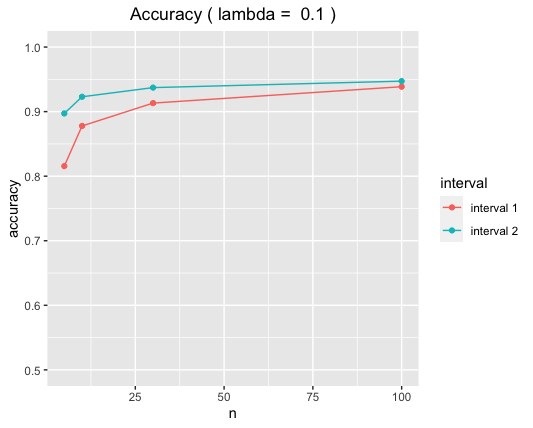 Accuracy ( lambda =  0.1 )
1.0
0.9
0.8
0.7
0.6
0.5
accuracy
25 50 75 100
n
interval
interval 1
interval 2